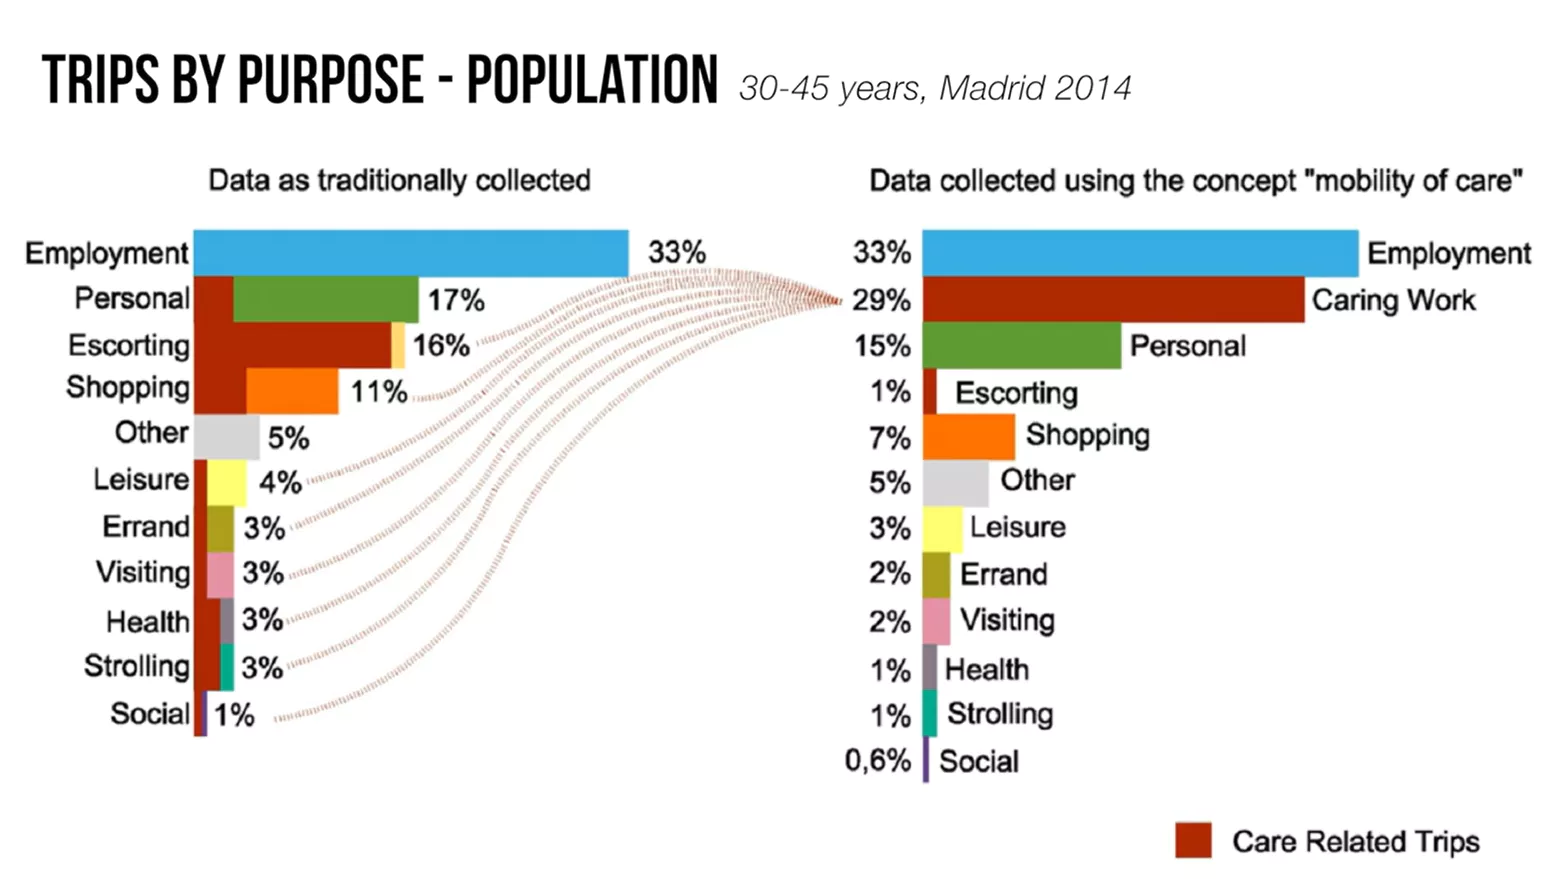 TRIPS BY PURPOSE - POPULATION 30-45 years, Madrid 2014
Data as traditionally collected
Employment 33%
Personal 17%
Escorting 16%
Shopping 11%
Other 5%
Leisure 4%
Errand 3%
Visiting 3%
Health 3%
Strolling 3%
Social 1%
Data collected using the concept "mobility of care"
33% Employment
29% Caring Work
15% Personal
1% Escorting
7% Shopping
5% Other
3% Leisure
2% Errand
2% Visiting
1% Health
1% Strolling
0,6% Social
Care Related Trips